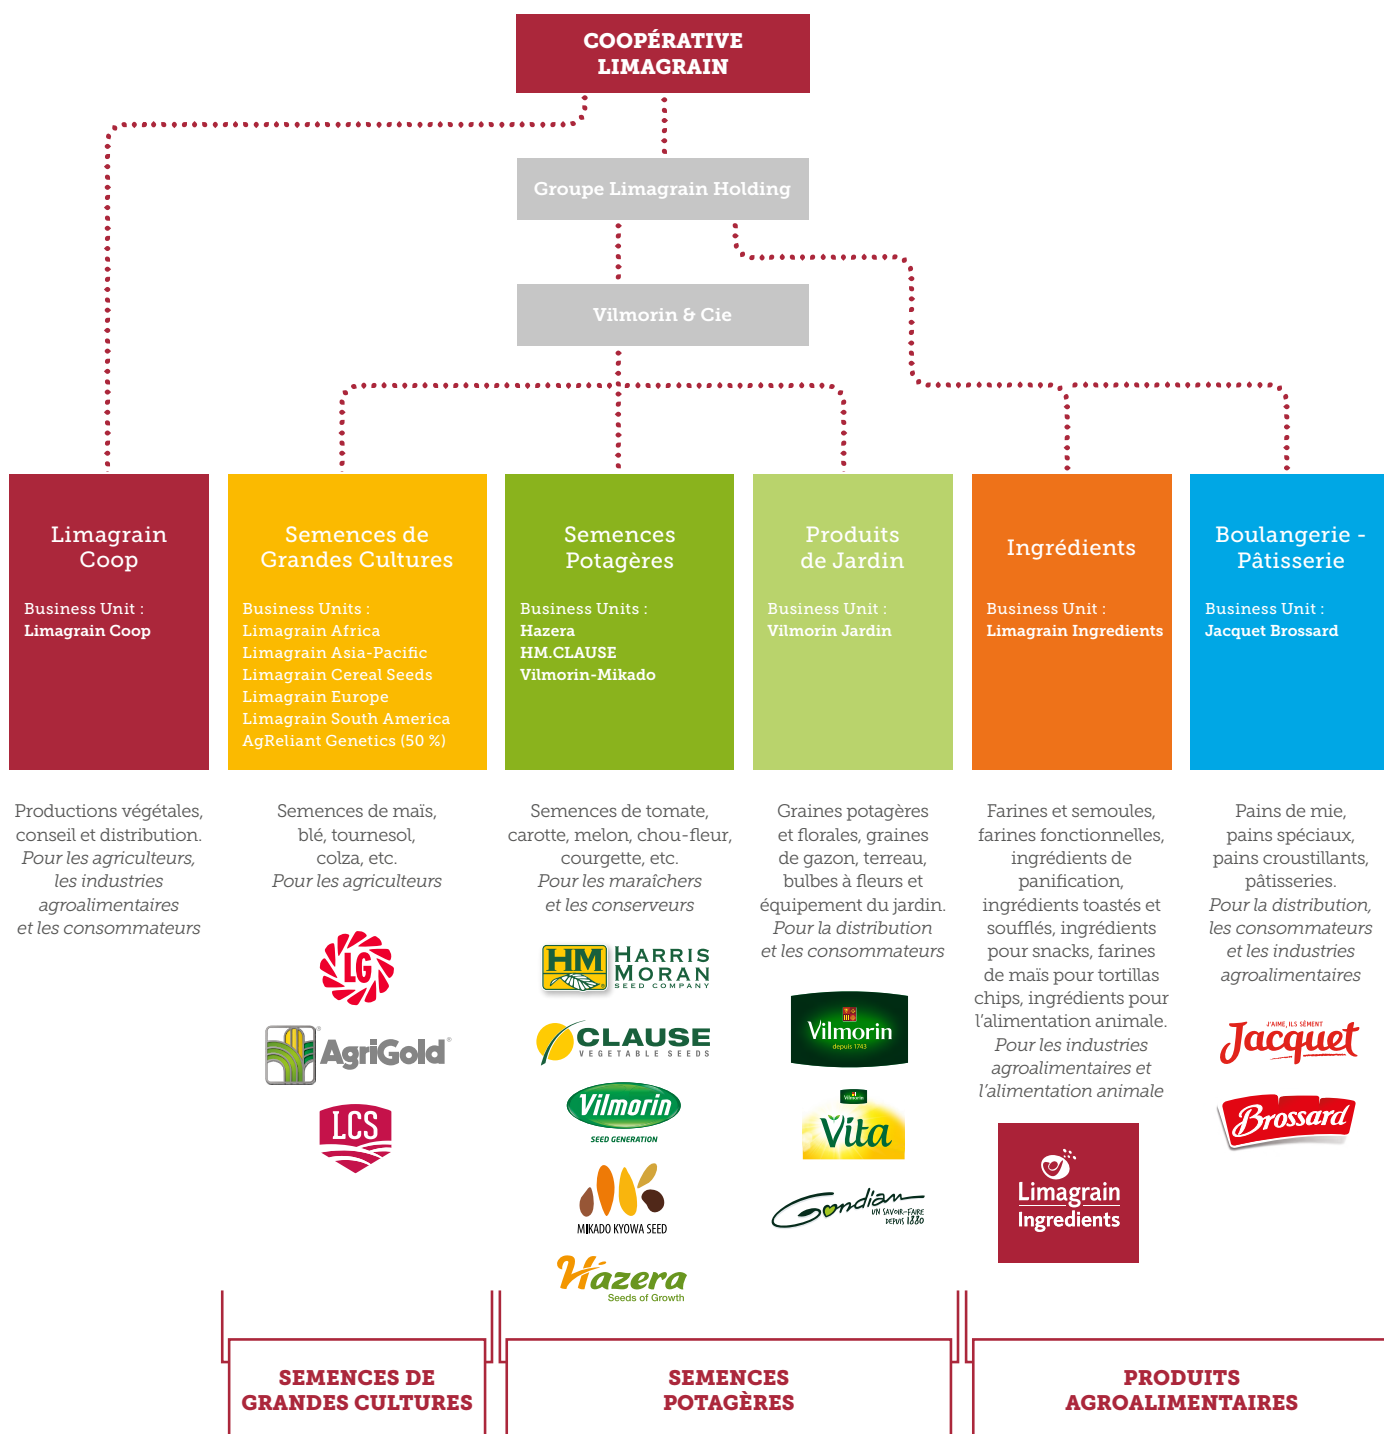 COOPÉRATIVE
LIMAGRAIN
Groupe Limagrain Holding
Vilmorin & Cie
Limagrain
Coop
Business Unit :
Limagrain Coop
Productions végétales,
conseil et distribution.
Pour les agriculteurs,
les industries
agroalimentaires
et les consommateurs
Semences de
Grandes Cultures
Business Units :
Limagrain Africa
Limagrain Asia-Pacific
Limagrain Cereal Seeds
Limagrain Europe
Limagrain South America
AgReliant Genetics (50 %)
Semences de maïs,
blé, tournesol,
colza, etc.
Pour les agriculteurs
LG
AgriGold®
LCS
Semences
Potagères
Business Units :
Hazera
HM.CLAUSE
Vilmorin-Mikado
Semences de tomate,
carotte, melon, chou-fleur,
courgette, etc.
Pour les maraîchers
et les conserveurs
HM HARRIS
MORAN
SEED COMPANY
CLAUSE
VEGETABLE SEEDS
Vilmorin
SEED GENERATION
MIKADO KYOWA SEED
Hazera
Seeds of Growth
Produits
de Jardin
Business Unit :
Vilmorin Jardin
Graines potagères
et florales, graines
de gazon, terreau,
bulbes à fleurs et
équipement du jardin.
Pour la distribution
et les consommateurs
Vilmorin
depuis 1743
Vilmorin
Vita
Gondian
UN SAVOIR-FAIRE
DEPUIS 1880
Ingrédients
Business Unit :
Limagrain Ingredients
Farines et semoules,
farines fonctionnelles,
ingrédients de
panification,
ingrédients toastés et
soufflés, ingrédients
pour snacks, farines
de maïs pour tortillas
chips, ingrédients pour
l'alimentation animale.
Pour les industries
agroalimentaires et
l'alimentation animale
Limagrain
Ingredients
Boulangerie -
Pâtisserie
Business Unit :
Jacquet Brossard
Pains de mie,
pains spéciaux,
pains croustillants,
pâtisseries.
Pour la distribution,
les consommateurs
et les industries
agroalimentaires
J'AIME, ILS SÈMENT
Jacquet
Brossard
SEMENCES DE
GRANDES CULTURES
SEMENCES
POTAGÈRES
PRODUITS
AGROALIMENTAIRES